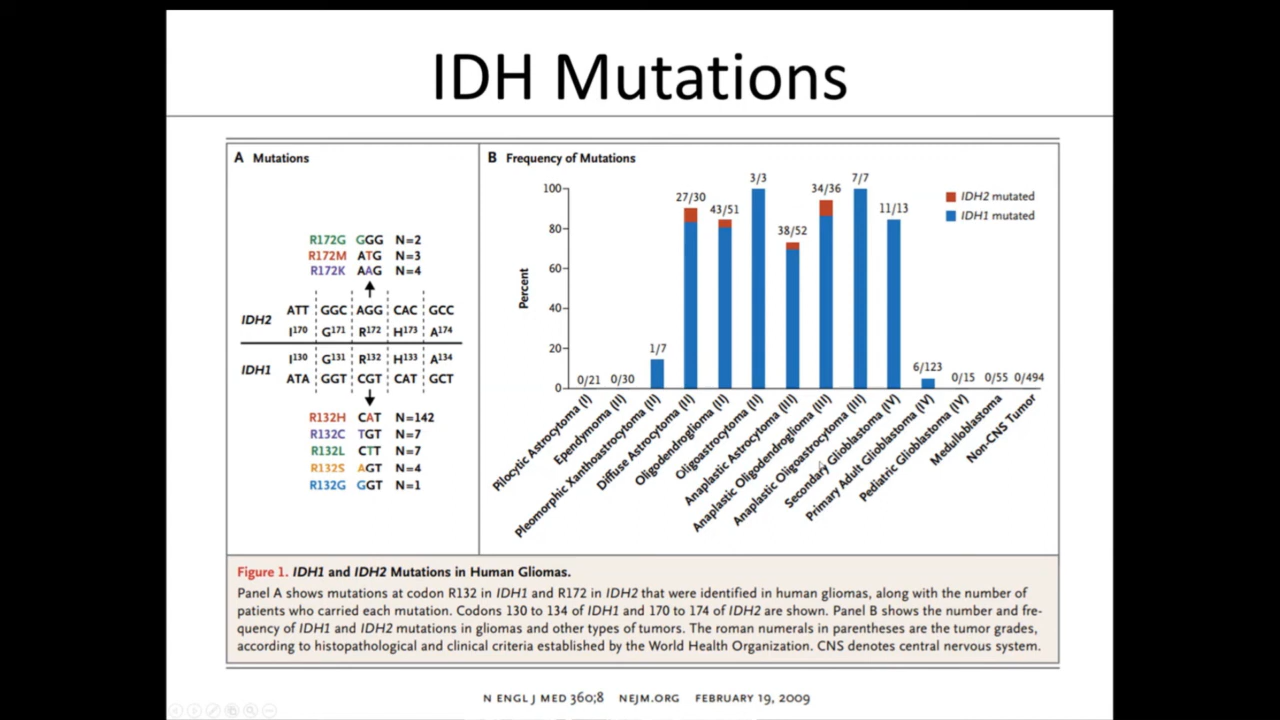 IDH Mutations
A Mutations
R172G GGG N=2
R172M ATG N=3
R172K AAG N=4
IDH2
ATT GGC AGG CAC GCC
I170 G171 R172 H173 A174
IDH1
I130 G131 R132 H133 A134
ATA GGT CGT CAT GCT
R132H CAT N=142
R132C TGT N=7
R132L CTT N=7
R132S AGT N=4
R132G GGT N=1
B Frequency of Mutations
Percent
100
80
60
40
20
0
0/21
0/30
1/7
27/30
43/51
3/3
38/52
34/36
7/7
11/13
6/123
0/15
0/55
0/494
IDH2 mutated
IDH1 mutated
Pilocytic Astrocytoma (I)
Ependymoma (II)
Pleomorphic Xanthoastrocytoma (II)
Diffuse Astrocytoma (II)
Oligodendroglioma (II)
Oligoastrocytoma (II)
Anaplastic Astrocytoma (III)
Anaplastic Oligodendroglioma (III)
Anaplastic Oligoastrocytoma (III)
Secondary Glioblastoma (IV)
Primary Adult Glioblastoma (IV)
Pediatric Glioblastoma (IV)
Medulloblastoma
Non-CNS Tumor
Figure 1. IDH1 and IDH2 Mutations in Human Gliomas.
Panel A shows mutations at codon R132 in IDH1 and R172 in IDH2 that were identified in human gliomas, along with the number of
patients who carried each mutation. Codons 130 to 134 of IDH1 and 170 to 174 of IDH2 are shown. Panel B shows the number and fre-
quency of IDH1 and IDH2 mutations in gliomas and other types of tumors. The roman numerals in parentheses are the tumor grades,
according to histopathological and clinical criteria established by the World Health Organization. CNS denotes central nervous system.
N ENGL J MED 360;8 NEJM.ORG FEBRUARY 19, 2009